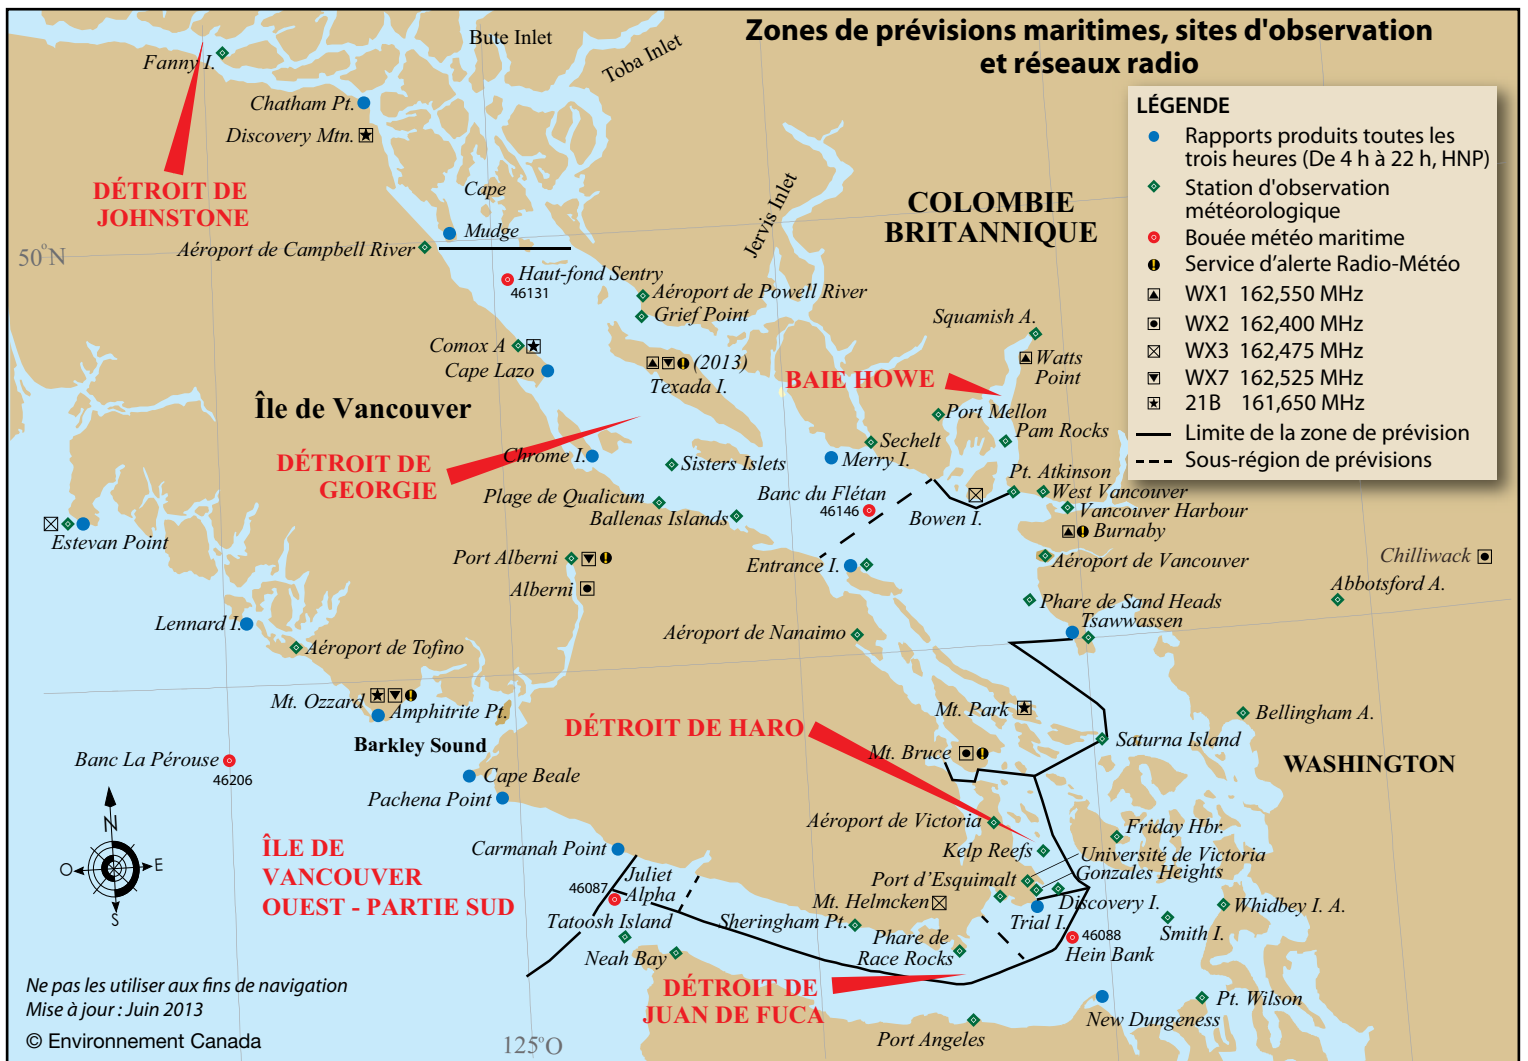 Zones de prévisions maritimes, sites d'observation
et réseaux radio
LÉGENDE
Rapports produits toutes les
trois heures (De 4 h à 22 h, HNP)
Station d'observation
météorologique
Bouée météo maritime
Service d'alerte Radio-Météo
WX1 162,550 MHz
WX2 162,400 MHz
WX3 162,475 MHz
WX7 162,525 MHz
21B 161,650 MHz
Limite de la zone de prévision
Sous-région de prévisions
Bute Inlet
Toba Inlet
Fanny I.
Chatham Pt.
Discovery Mtn.
DÉTROIT DE
JOHNSTONE
Cape
Mudge
Jervis Inlet
COLOMBIE
BRITANNIQUE
50°N
Aéroport de Campbell River
Haut-fond Sentry
46131
Aéroport de Powell River
Grief Point
Squamish A.
Comox A
Cape Lazo
(2013)
Texada I.
Watts
Point
BAIE HOWE
Île de Vancouver
Port Mellon
Pam Rocks
Sechelt
Merry I.
DÉTROIT DE
GEORGIE
Chrome I.
Sisters Islets
Pt. Atkinson
Plage de Qualicum
Ballenas Islands
Banc du Flétan
46146
Bowen I.
West Vancouver
Vancouver Harbour
Burnaby
Estevan Point
Port Alberni
Alberni
Entrance I.
Aéroport de Vancouver
Chilliwack
Abbotsford A.
Phare de Sand Heads
Tsawwassen
Lennard I.
Aéroport de Tofino
Aéroport de Nanaimo
Mt. Ozzard
Amphitrite Pt.
Barkley Sound
Mt. Park
Bellingham A.
DÉTROIT DE HARO
Saturna Island
Mt. Bruce
WASHINGTON
Banc La Pérouse
46206
Cape Beale
Pachena Point
N
O
E
S
Aéroport de Victoria
Friday Hbr.
Kelp Reefs
Université de Victoria
Gonzales Heights
ÎLE DE
VANCOUVER
OUEST - PARTIE SUD
Carmanah Point
Juliet
Alpha
46087
Port d'Esquimalt
Mt. Helmcken
Discovery I.
Trial I.
Whidbey I. A.
Smith I.
Tatoosh Island
Neah Bay
Sheringham Pt.
Phare de
Race Rocks
46088
Hein Bank
DÉTROIT DE
JUAN DE FUCA
Pt. Wilson
New Dungeness
Port Angeles
Ne pas les utiliser aux fins de navigation
Mise à jour : Juin 2013
© Environnement Canada
125°O